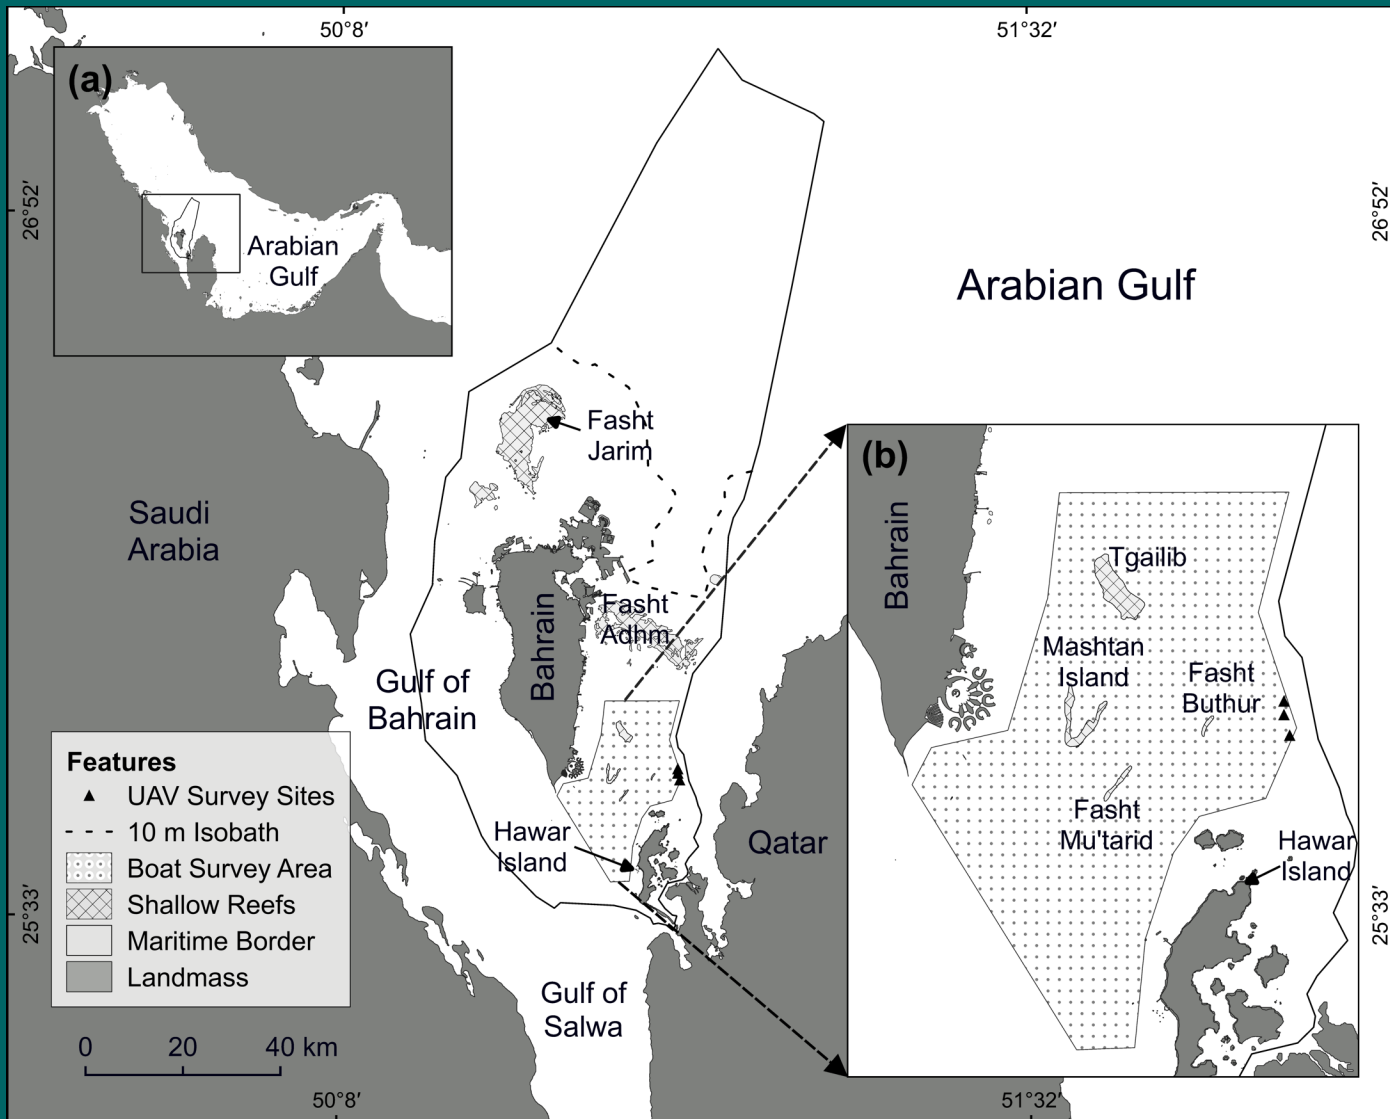 50°8′
51°32′
(a)
26°52′
26°52′
Arabian
Gulf
Arabian Gulf
Fasht
Jarim
(b)
Saudi
Arabia
Bahrain
Tgailib
Bahrain
Fasht
Adhm
Mashtan
Island
Fasht
Buthur
Gulf of
Bahrain
Features
UAV Survey Sites
10 m Isobath
Boat Survey Area
Shallow Reefs
Maritime Border
Landmass
Hawar
Island
Qatar
Fasht
Mu'tarid
Hawar
Island
25°33′
25°33′
Gulf of
Salwa
0 20 40 km
50°8′
51°32′